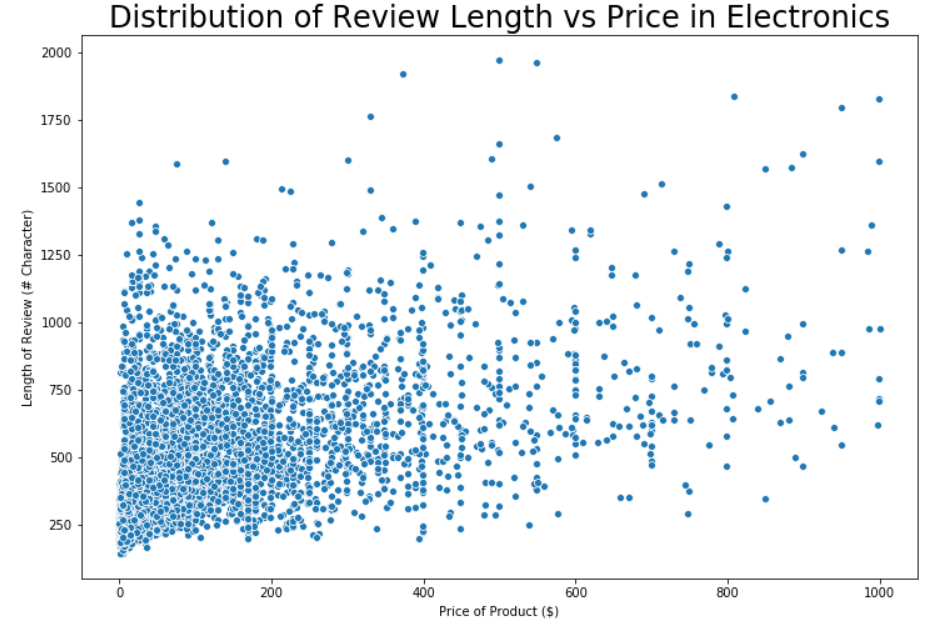 Distribution of Review Length vs Price in Electronics
2000
1750
1500
1250
1000
750
500
250
Length of Review (# Character)
0 200 400 600 800 1000
Price of Product ($)